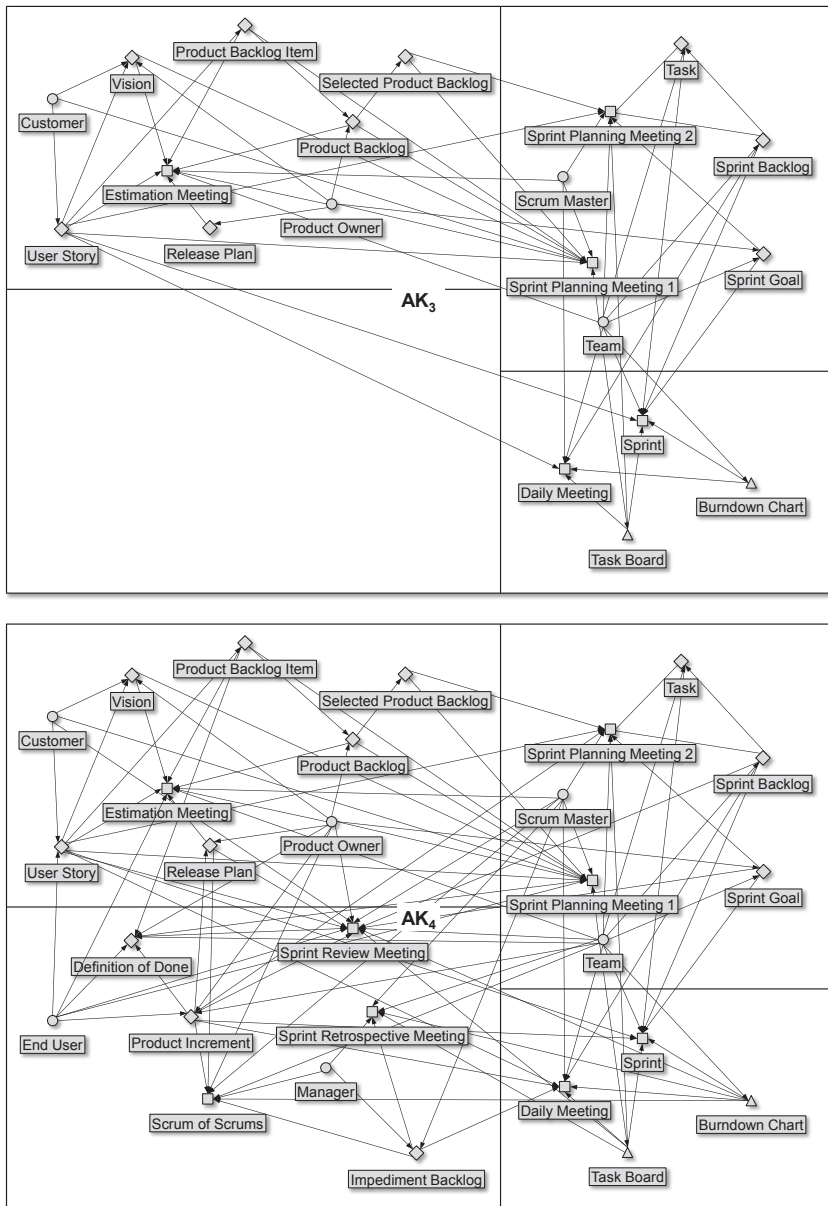 Product Backlog Item
Task
Vision
Selected Product Backlog
Customer
Sprint Planning Meeting 2
Product Backlog
Sprint Backlog
Estimation Meeting
Scrum Master
Product Owner
User Story
Release Plan
Sprint Goal
Sprint Planning Meeting 1
AK3
Team
Sprint
Daily Meeting
Burndown Chart
Task Board
Product Backlog Item
Task
Vision
Selected Product Backlog
Customer
Sprint Planning Meeting 2
Product Backlog
Sprint Backlog
Estimation Meeting
Scrum Master
Product Owner
User Story
Release Plan
Sprint Goal
Sprint Planning Meeting 1
AK4
Sprint Review Meeting
Team
Definition of Done
Sprint Retrospective Meeting
End User
Product Increment
Sprint
Manager
Daily Meeting
Scrum of Scrums
Burndown Chart
Impediment Backlog
Task Board